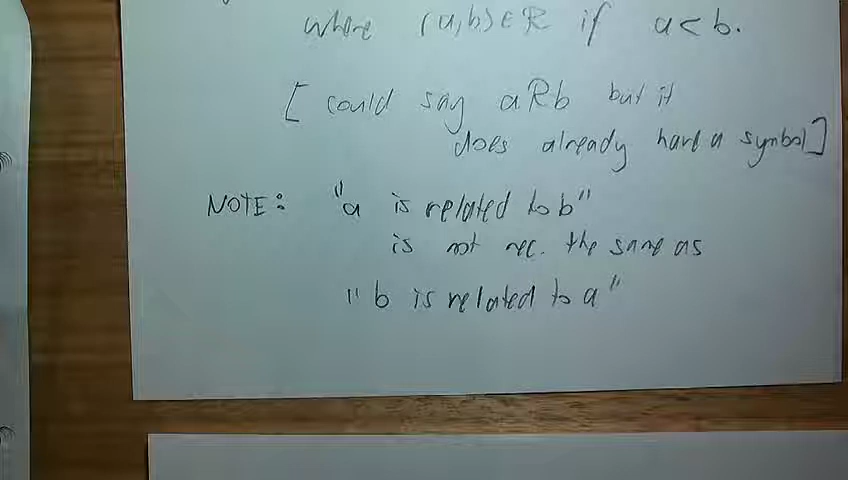 where (a,b) ∈ R if a < b.
[ could say aRb but it
does already have a symbol ]
NOTE: "a is related to b"
is not nec. the same as
"b is related to a"